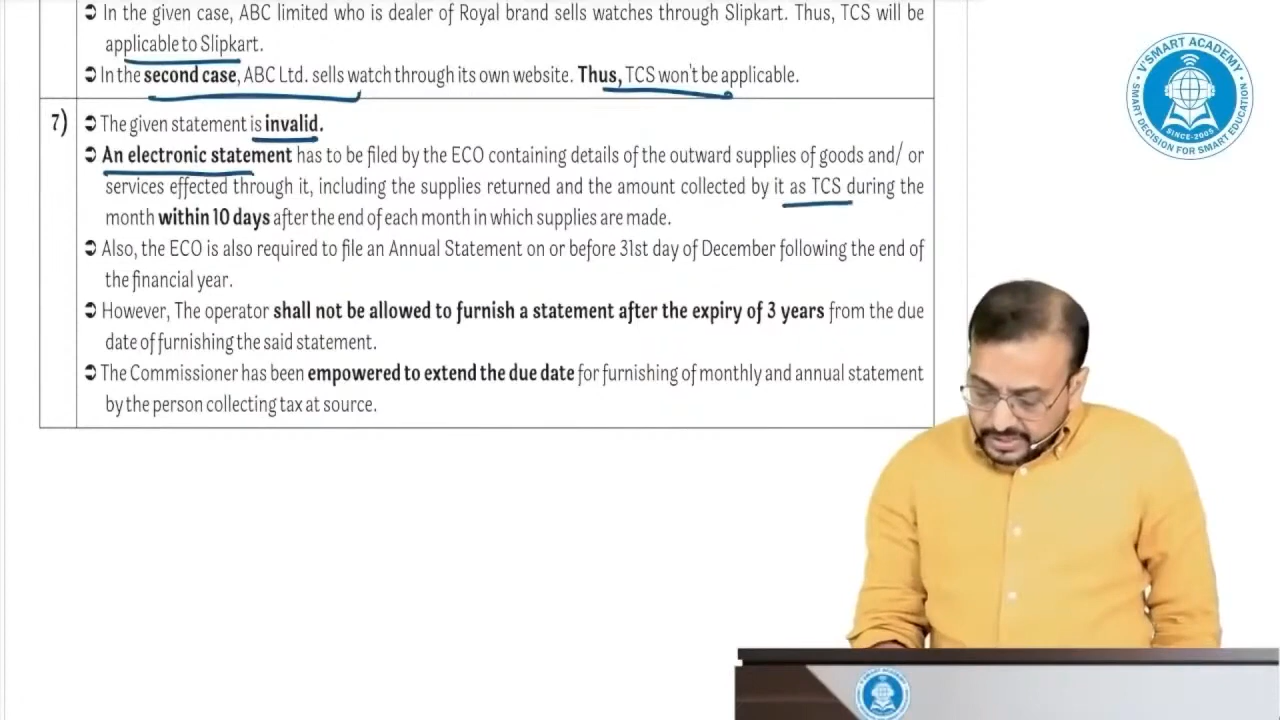 ➲ In the given case, ABC limited who is dealer of Royal brand sells watches through Slipkart. Thus, TCS will be
applicable to Slipkart.
➲ In the second case, ABC Ltd. sells watch through its own website. Thus, TCS won't be applicable.
7) ➲ The given statement is invalid.
➲ An electronic statement has to be filed by the ECO containing details of the outward supplies of goods and/ or
services effected through it, including the supplies returned and the amount collected by it as TCS during the
month within 10 days after the end of each month in which supplies are made.
➲ Also, the ECO is also required to file an Annual Statement on or before 31st day of December following the end of
the financial year.
➲ However, The operator shall not be allowed to furnish a statement after the expiry of 3 years from the due
date of furnishing the said statement.
➲ The Commissioner has been empowered to extend the due date for furnishing of monthly and annual statement
by the person collecting tax at source.
V'SMART ACADEMY
SMART DECISION FOR SMART EDUCATION
SINCE-2005